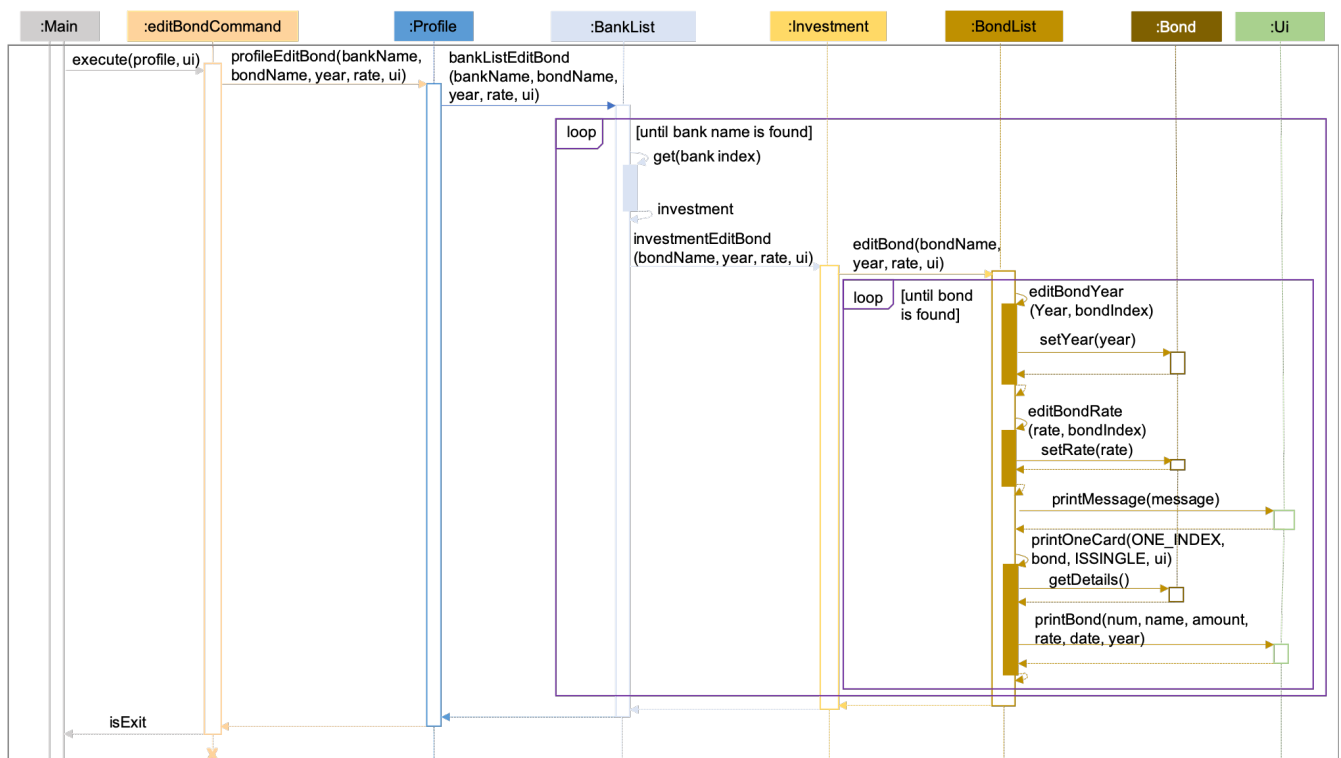 :Main
:editBondCommand
:Profile
:BankList
:Investment
:BondList
:Bond
:Ui
execute(profile, ui)
profileEditBond(bankName,
bondName, year, rate, ui)
bankListEditBond
(bankName, bondName,
year, rate, ui)
loop
[until bank name is found]
get(bank index)
investment
investmentEditBond
(bondName, year, rate, ui)
editBond(bondName,
year, rate, ui)
loop
[until bond
is found]
editBondYear
(Year, bondIndex)
setYear(year)
editBondRate
(rate, bondIndex)
setRate(rate)
printMessage(message)
printOneCard(ONE_INDEX,
bond, ISSINGLE, ui)
getDetails()
printBond(num, name, amount,
rate, date, year)
isExit